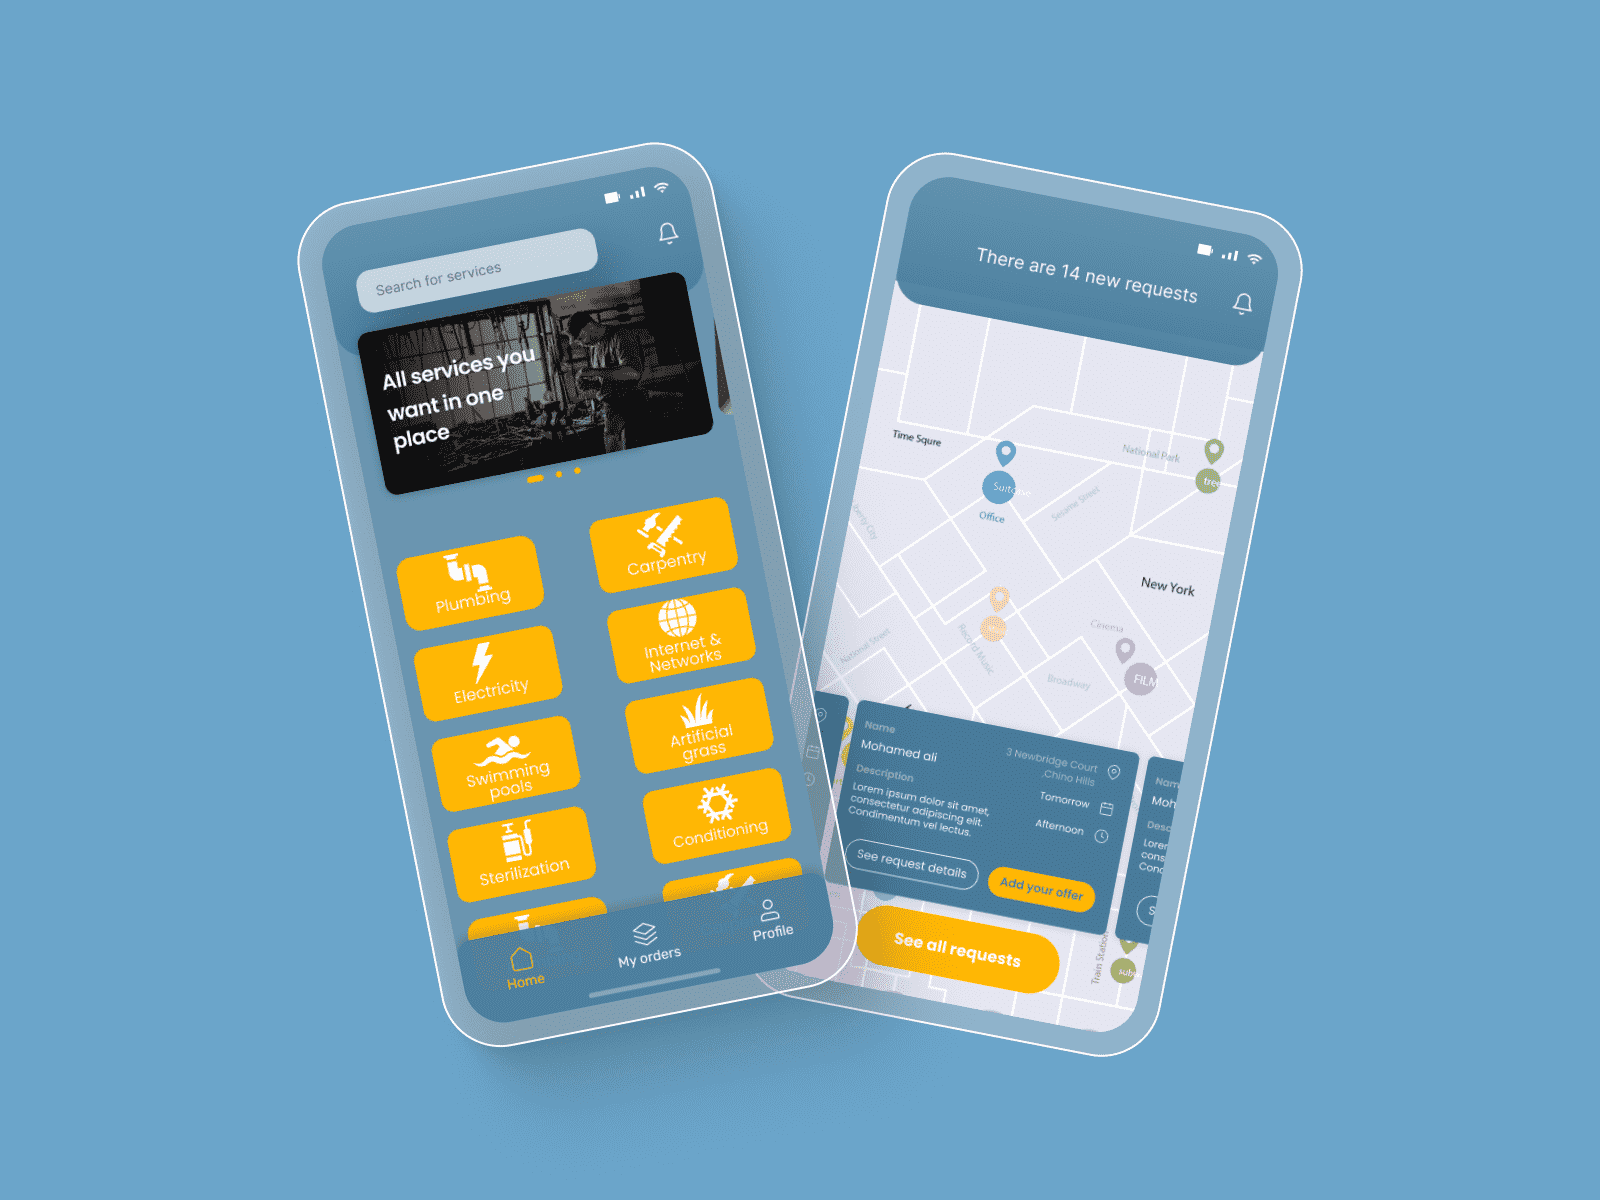 Search for services
All services you
want in one
place
Plumbing
Carpentry
Electricity
Internet &
Networks
Swimming
pools
Artificial
grass
Sterilization
Conditioning
Home
My orders
Profile
There are 14 new requests
Time Squre
National Park
tree
Office
Sesame Street
New York
Cinema
FILM
National Street
Record Music
Broadway
Name
Mohamed ali
3 Newbridge Court
,Chino Hills
Description
Lorem ipsum dolor sit amet,
consectetur adipiscing elit.
Condimentum vel lectus.
Tomorrow
Afternoon
See request details
Add your offer
See all requests
Train Station